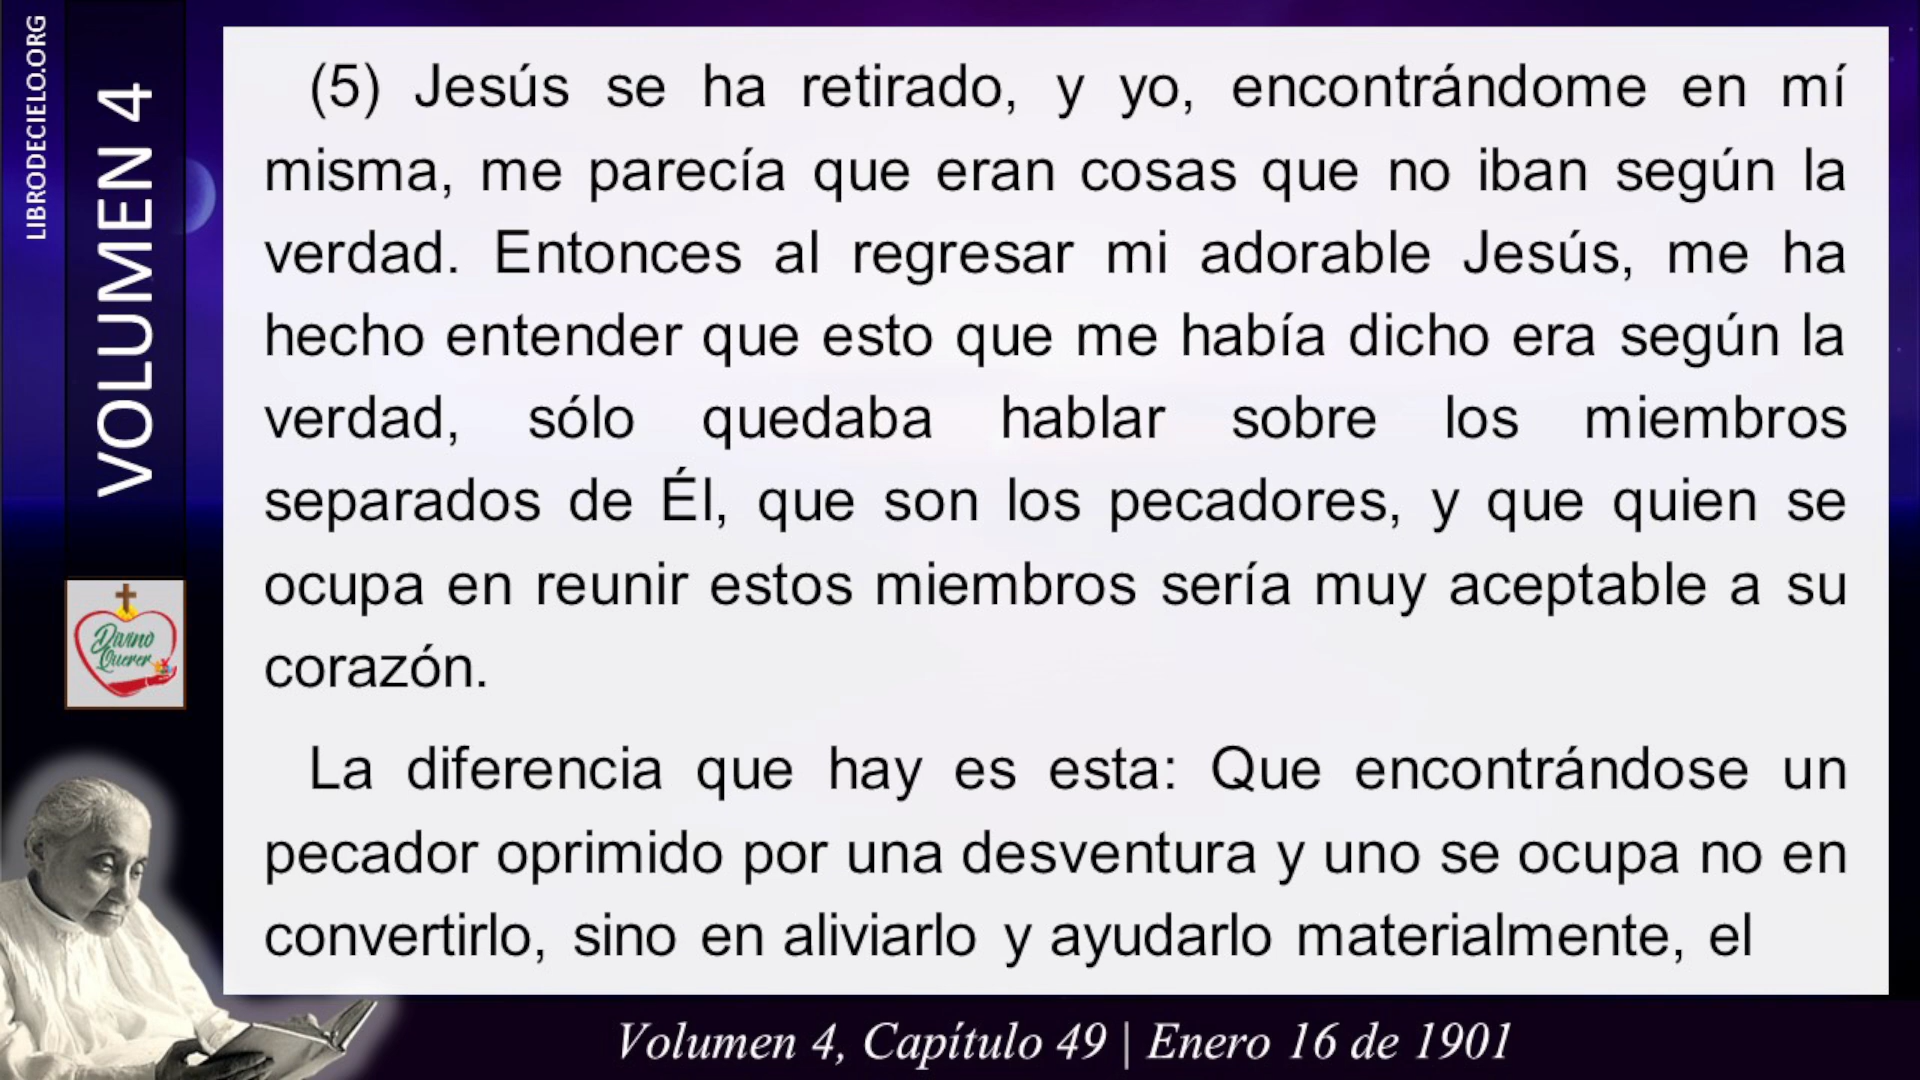 LIBRODECIELO.ORG
VOLUMEN 4
(5) Jesús se ha retirado, y yo, encontrándome en mí
misma, me parecía que eran cosas que no iban según la
verdad. Entonces al regresar mi adorable Jesús, me ha
hecho entender que esto que me había dicho era según la
verdad, sólo quedaba hablar sobre los miembros
separados de Él, que son los pecadores, y que quien se
ocupa en reunir estos miembros sería muy aceptable a su
corazón.
La diferencia que hay es esta: Que encontrándose un
pecador oprimido por una desventura y uno se ocupa no en
convertirlo, sino en aliviarlo y ayudarlo materialmente, el
Divino
Querer
Volumen 4, Capítulo 49 | Enero 16 de 1901